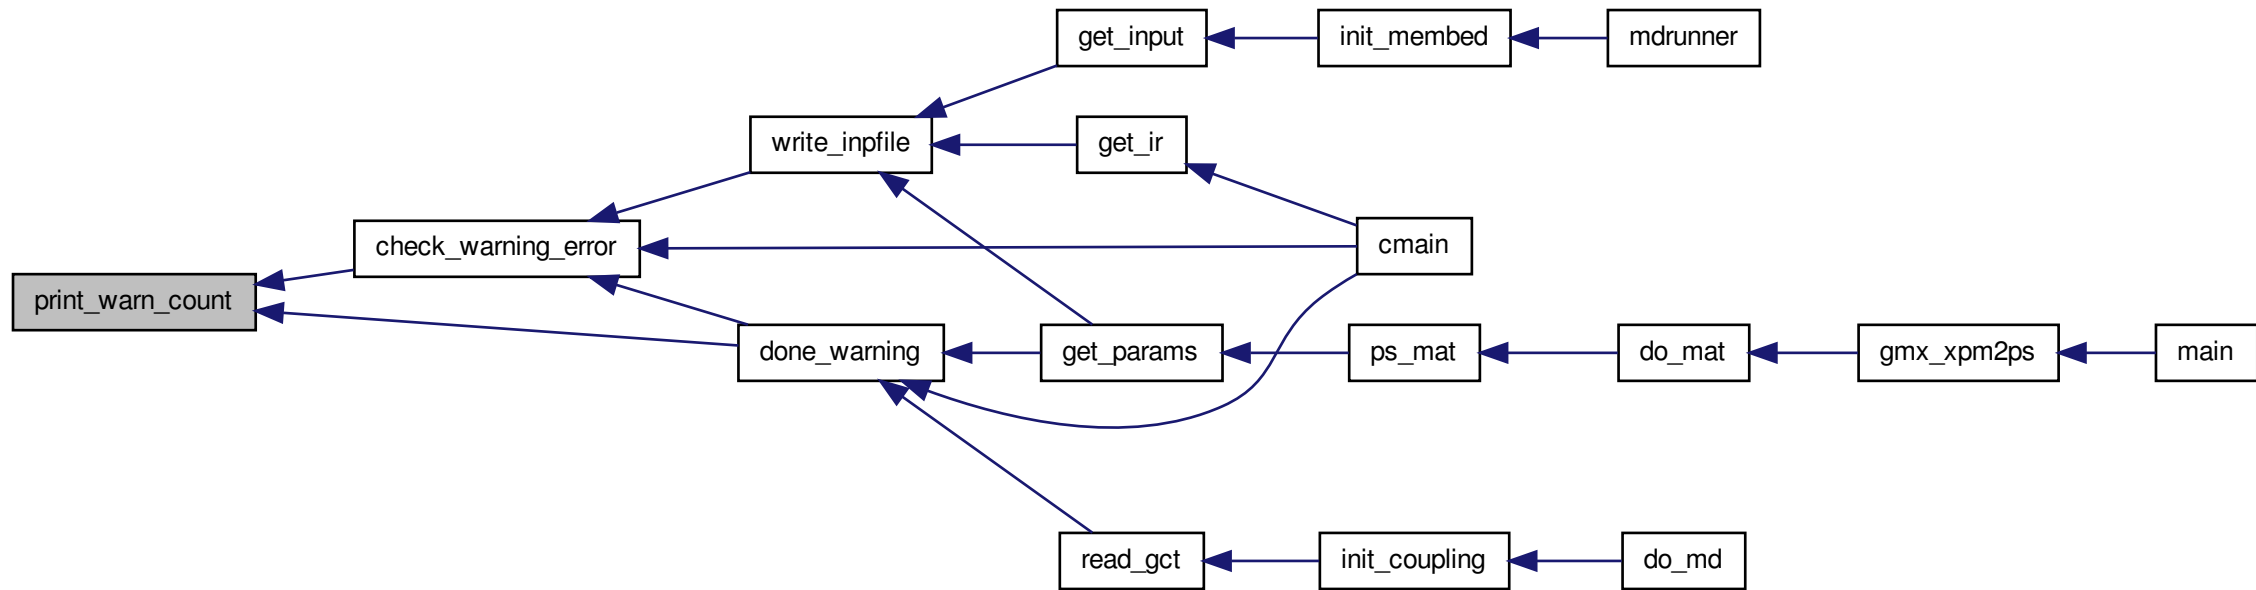 get_input
init_membed
mdrunner
write_inpfile
get_ir
check_warning_error
cmain
print_warn_count
done_warning
get_params
ps_mat
do_mat
gmx_xpm2ps
main
read_gct
init_coupling
do_md